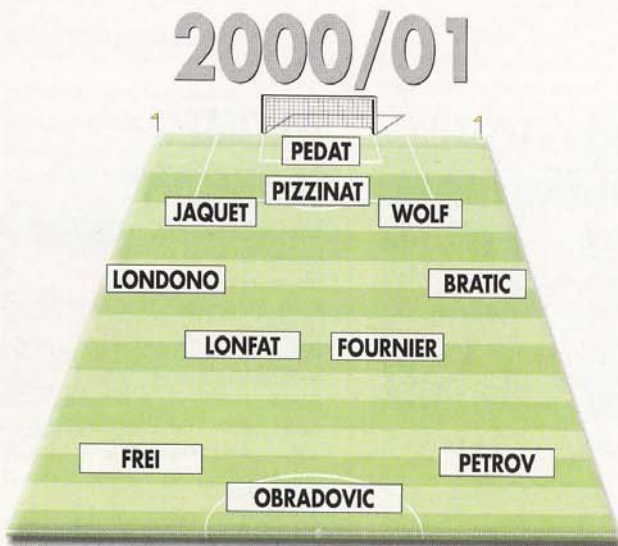 2000/01
PEDAT
PIZZINAT
JAQUET WOLF
LONDONO BRATIC
LONFAT FOURNIER
FREI PETROV
OBRADOVIC